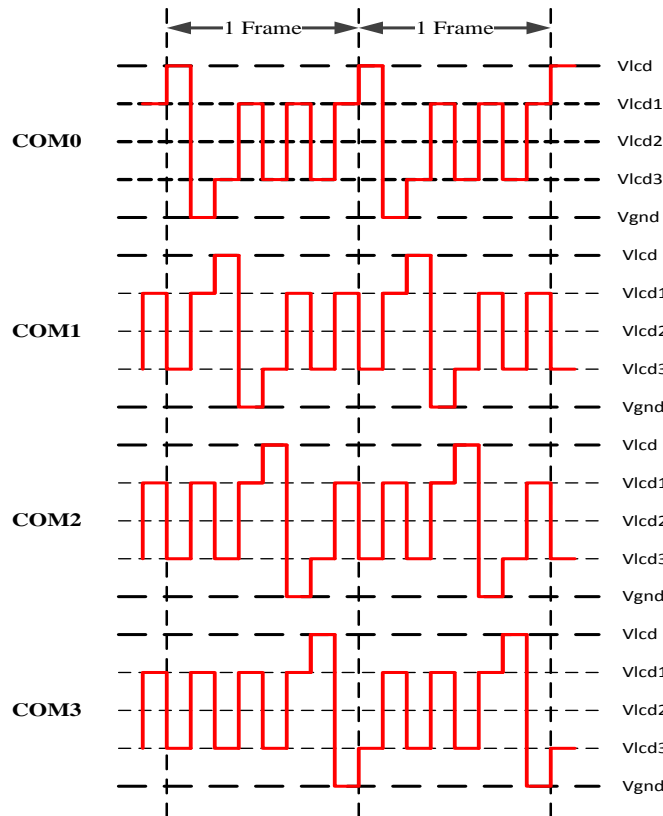 1 Frame 1 Frame
Vlcd
Vlcd1
COM0
Vlcd2
Vlcd3
Vgnd
Vlcd
Vlcd1
COM1
Vlcd2
Vlcd3
Vgnd
Vlcd
Vlcd1
COM2
Vlcd2
Vlcd3
Vgnd
Vlcd
Vlcd1
COM3
Vlcd2
Vlcd3
Vgnd